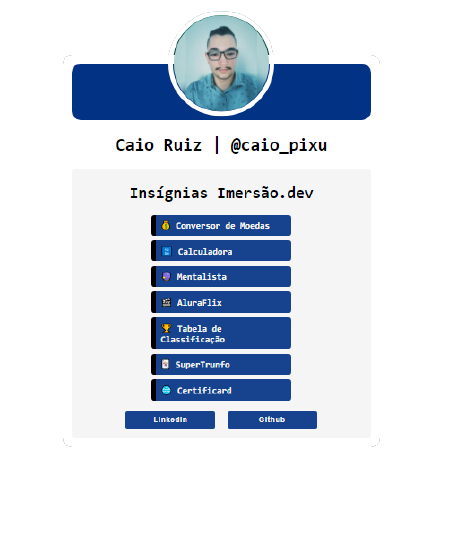 Caio Ruiz | @caio_pixu
Insígnias Imersão.dev
Conversor de Moedas
Calculadora
Mentalista
AluraFlix
Tabela de
Classificação
SuperTrunfo
Certificard
Linkedin
Github